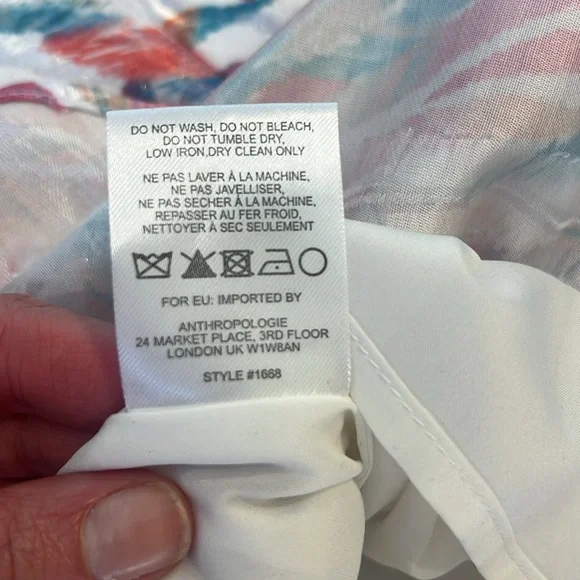 DO NOT WASH, DO NOT BLEACH,
DO NOT TUMBLE DRY,
LOW IRON,DRY CLEAN ONLY
NE PAS LAVER À LA MACHINE,
NE PAS JAVELLISER,
NE PAS SÉCHER À LA MACHINE,
REPASSER AU FER FROID,
NETTOYER À SEC SEULEMENT
FOR EU: IMPORTED BY
ANTHROPOLOGIE
24 MARKET PLACE, 3RD FLOOR
LONDON UK W1W8AN
STYLE #1668